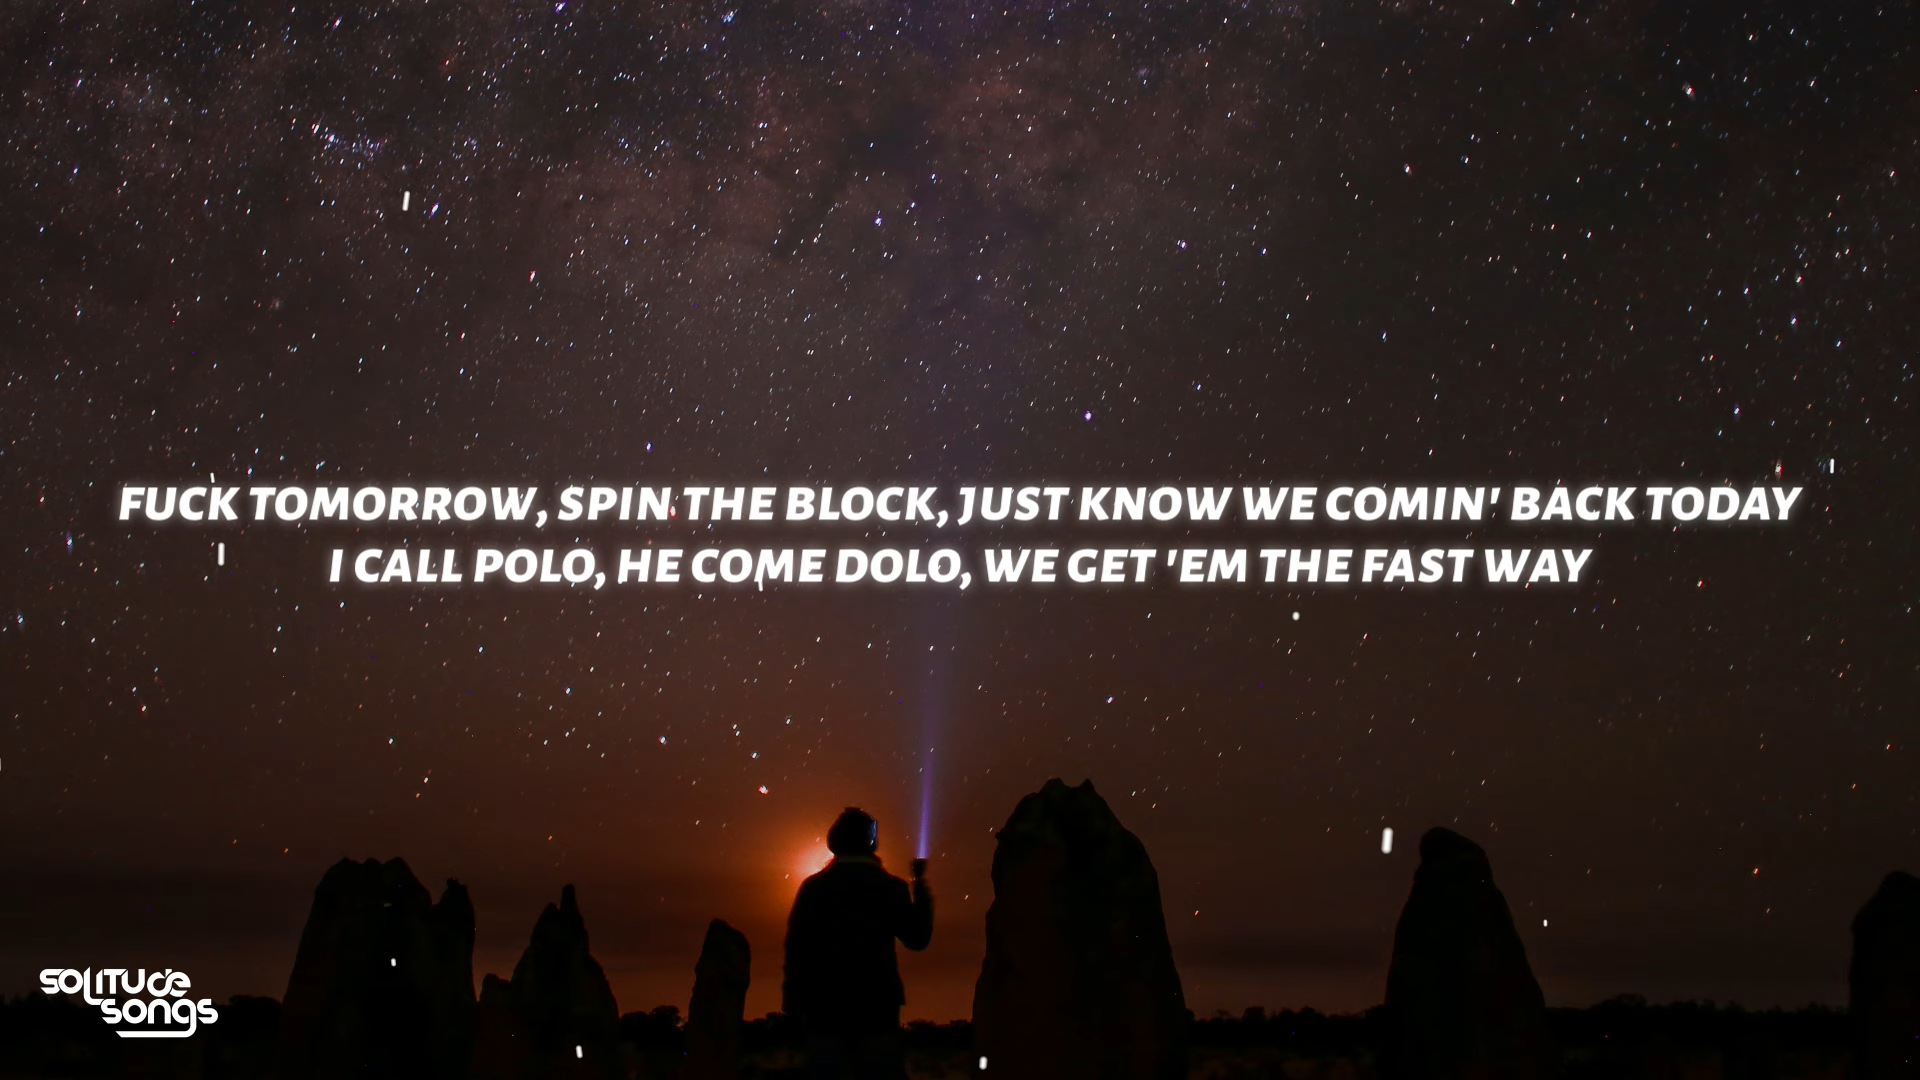 FUCK TOMORROW, SPIN THE BLOCK, JUST KNOW WE COMIN' BACK TODAY
I CALL POLO, HE COME DOLO, WE GET 'EM THE FAST WAY
solitude
songs